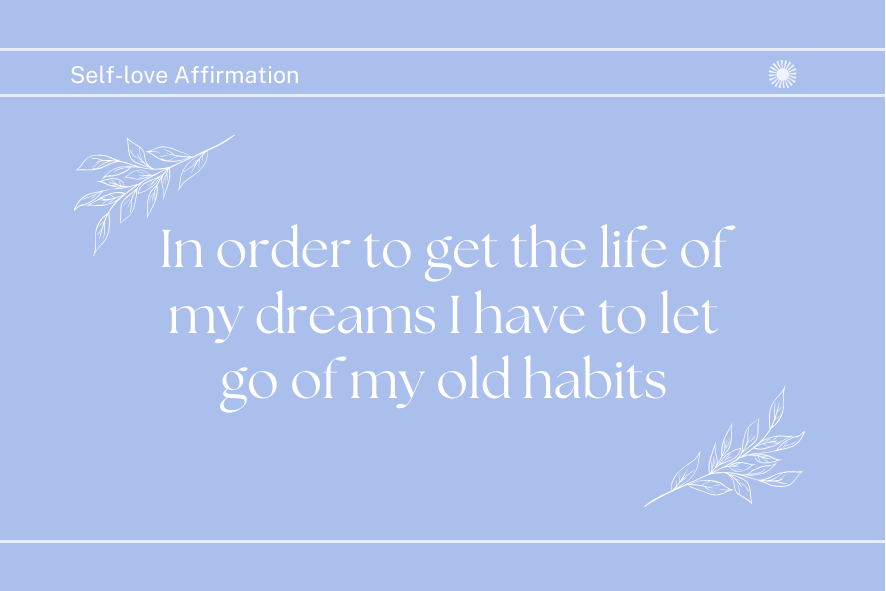 Self-love Affirmation
In order to get the life of
my dreams I have to let
go of my old habits